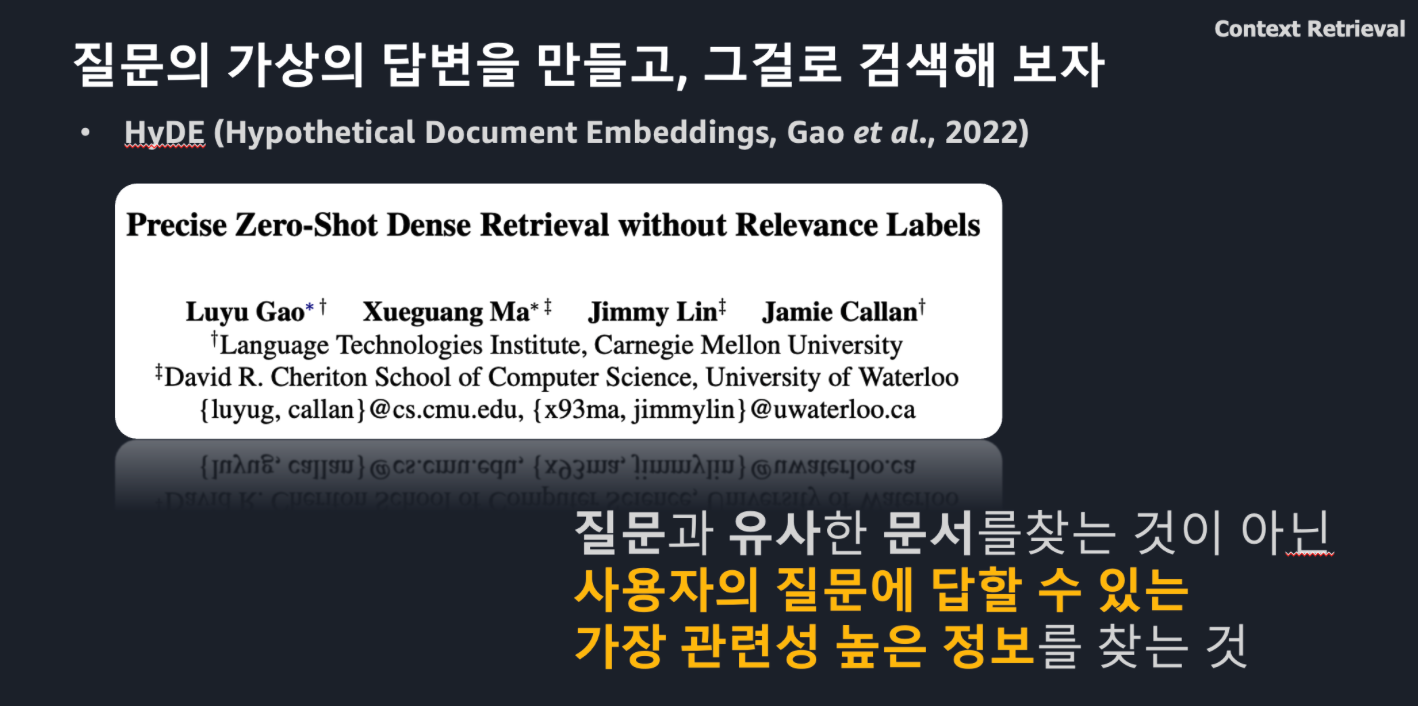 Context Retrieval
질문의 가상의 답변을 만들고, 그걸로 검색해 보자
• HyDE (Hypothetical Document Embeddings, Gao et al., 2022)
Precise Zero-Shot Dense Retrieval without Relevance Labels
Luyu Gao*† Xueguang Ma*‡ Jimmy Lin‡ Jamie Callan†
†Language Technologies Institute, Carnegie Mellon University
‡David R. Cheriton School of Computer Science, University of Waterloo
{luyug, callan}@cs.cmu.edu, {x93ma, jimmylin}@uwaterloo.ca
질문과 유사한 문서를찾는 것이 아닌
사용자의 질문에 답할 수 있는
가장 관련성 높은 정보를 찾는 것